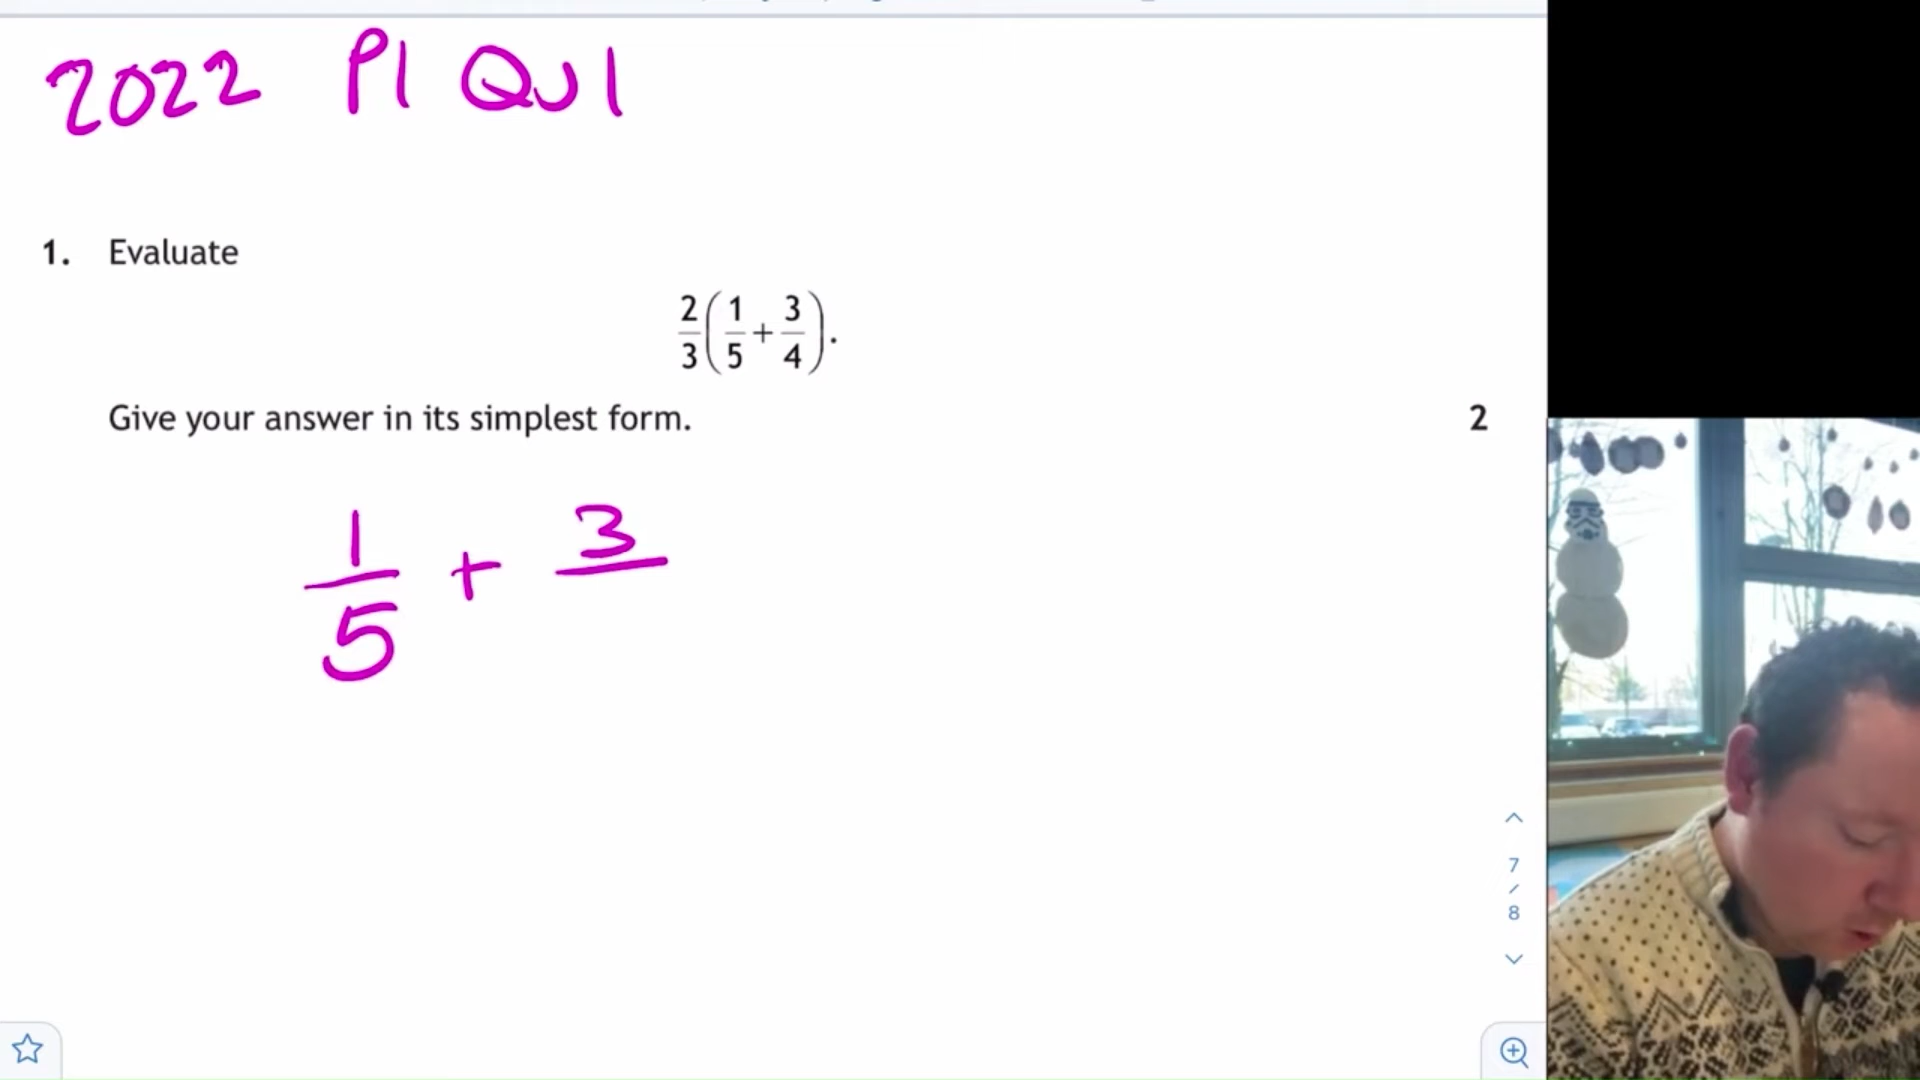 2022 P1 QU1
1. Evaluate
2/3 (1/5 + 3/4).
Give your answer in its simplest form. 2
1/5 + 3/
7
/
8